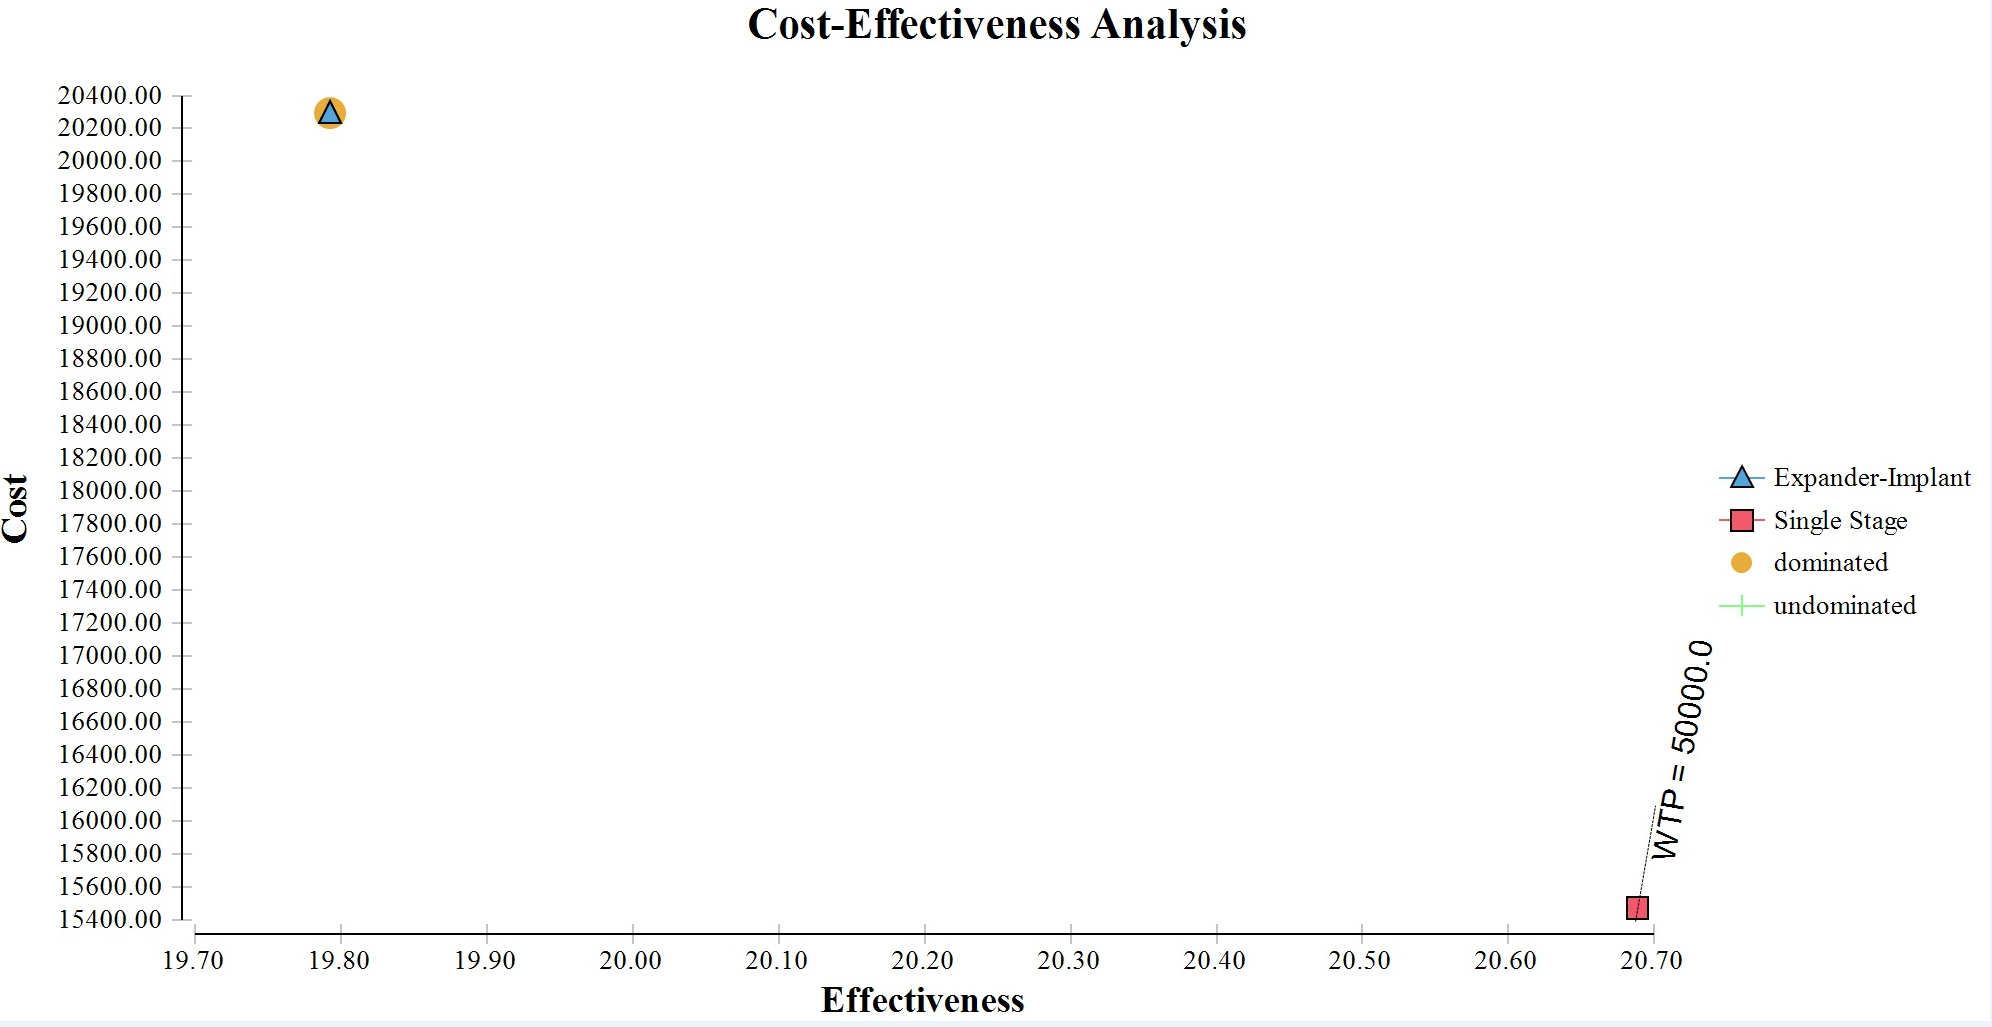 Cost-Effectiveness Analysis
20400.00
20200.00
20000.00
19800.00
19600.00
19400.00
19200.00
19000.00
18800.00
18600.00
18400.00
18200.00
18000.00
17800.00
17600.00
17400.00
17200.00
17000.00
16800.00
16600.00
16400.00
16200.00
16000.00
15800.00
15600.00
15400.00
Cost
Expander-Implant
Single Stage
dominated
undominated
WTP = 50000.0
19.70 19.80 19.90 20.00 20.10 20.20 20.30 20.40 20.50 20.60 20.70
Effectiveness